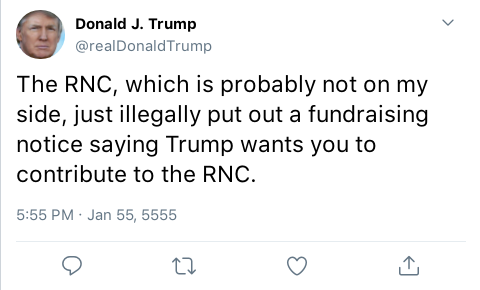 Donald J. Trump
@realDonaldTrump
The RNC, which is probably not on my
side, just illegally put out a fundraising
notice saying Trump wants you to
contribute to the RNC.
5:55 PM · Jan 55, 5555